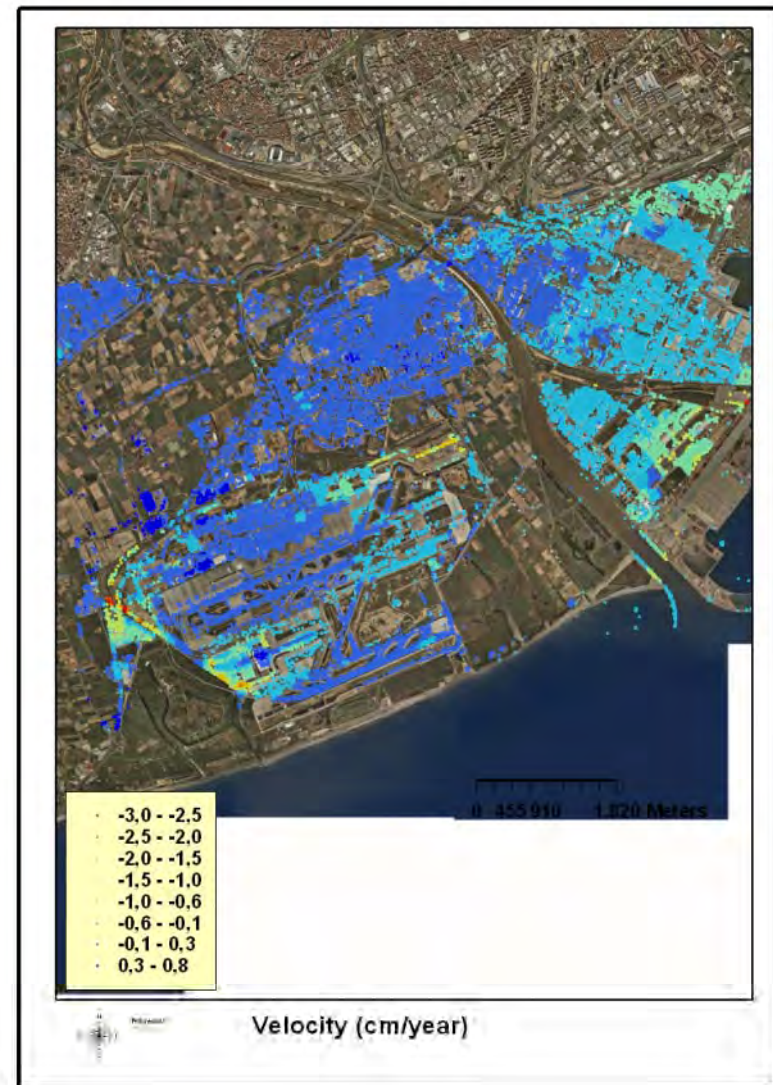 0 455 910 1.820 Meters
-3,0 - -2,5
-2,5 - -2,0
-2,0 - -1,5
-1,5 - -1,0
-1,0 - -0,6
-0,6 - -0,1
-0,1 - 0,3
0,3 - 0,8
Velocity (cm/year)